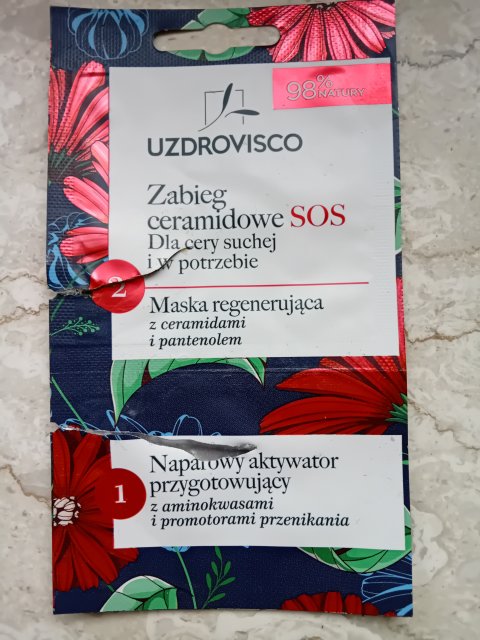 98% NATURY
UZDROVISCO
Zabieg
ceramidowe SOS
Dla cery suchej
i w potrzebie
2
Maska regenerująca
z ceramidami
i pantenolem
1
Naparowy aktywator
przygotowujący
z aminokwasami
i promotorami przenikania